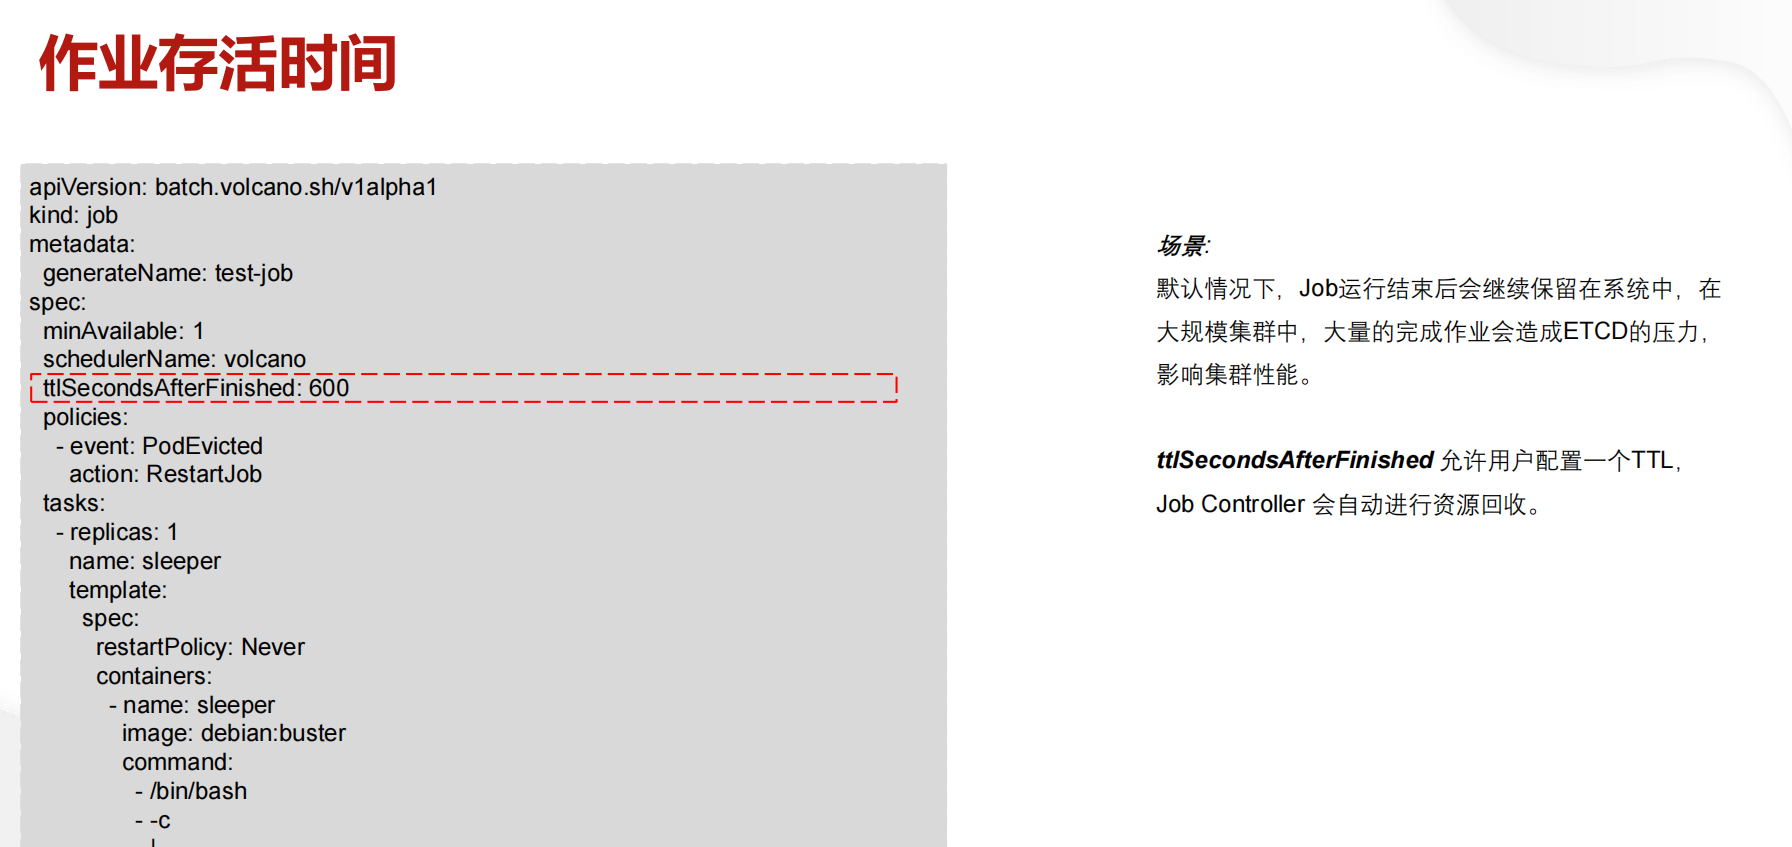 作业存活时间
apiVersion: batch.volcano.sh/v1alpha1
kind: job
metadata:
  generateName: test-job
spec:
  minAvailable: 1
  schedulerName: volcano
  ttlSecondsAfterFinished: 600
  policies:
    - event: PodEvicted
      action: RestartJob
  tasks:
    - replicas: 1
      name: sleeper
      template:
        spec:
          restartPolicy: Never
          containers:
            - name: sleeper
              image: debian:buster
              command:
                - /bin/bash
                - -c
场景:
默认情况下，Job运行结束后会继续保留在系统中，在
大规模集群中，大量的完成作业会造成ETCD的压力，
影响集群性能。
ttlSecondsAfterFinished 允许用户配置一个TTL，
Job Controller 会自动进行资源回收。